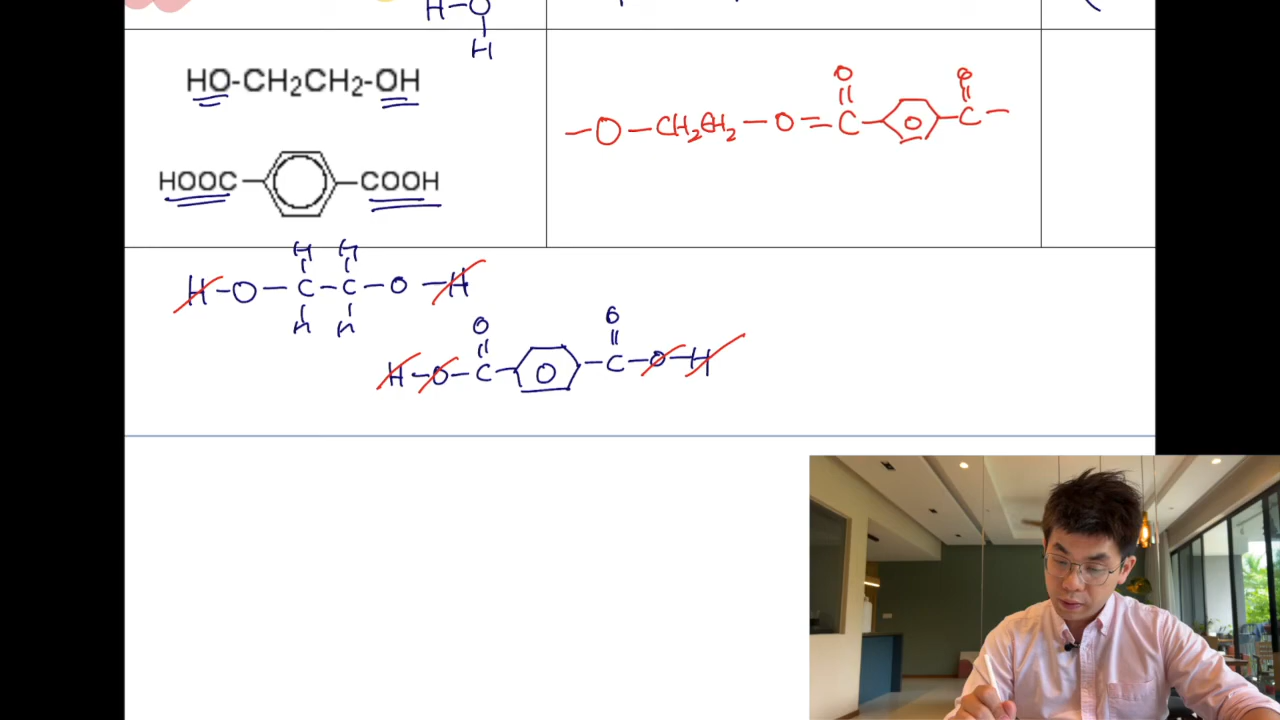 H-O
H
HO-CH2CH2-OH
-O-CH2CH2-O=C
O
O
C-
HOOC
COOH
H H
H-O-C-C-O-H
H H
O
O
H-O-C
O
C-O-H